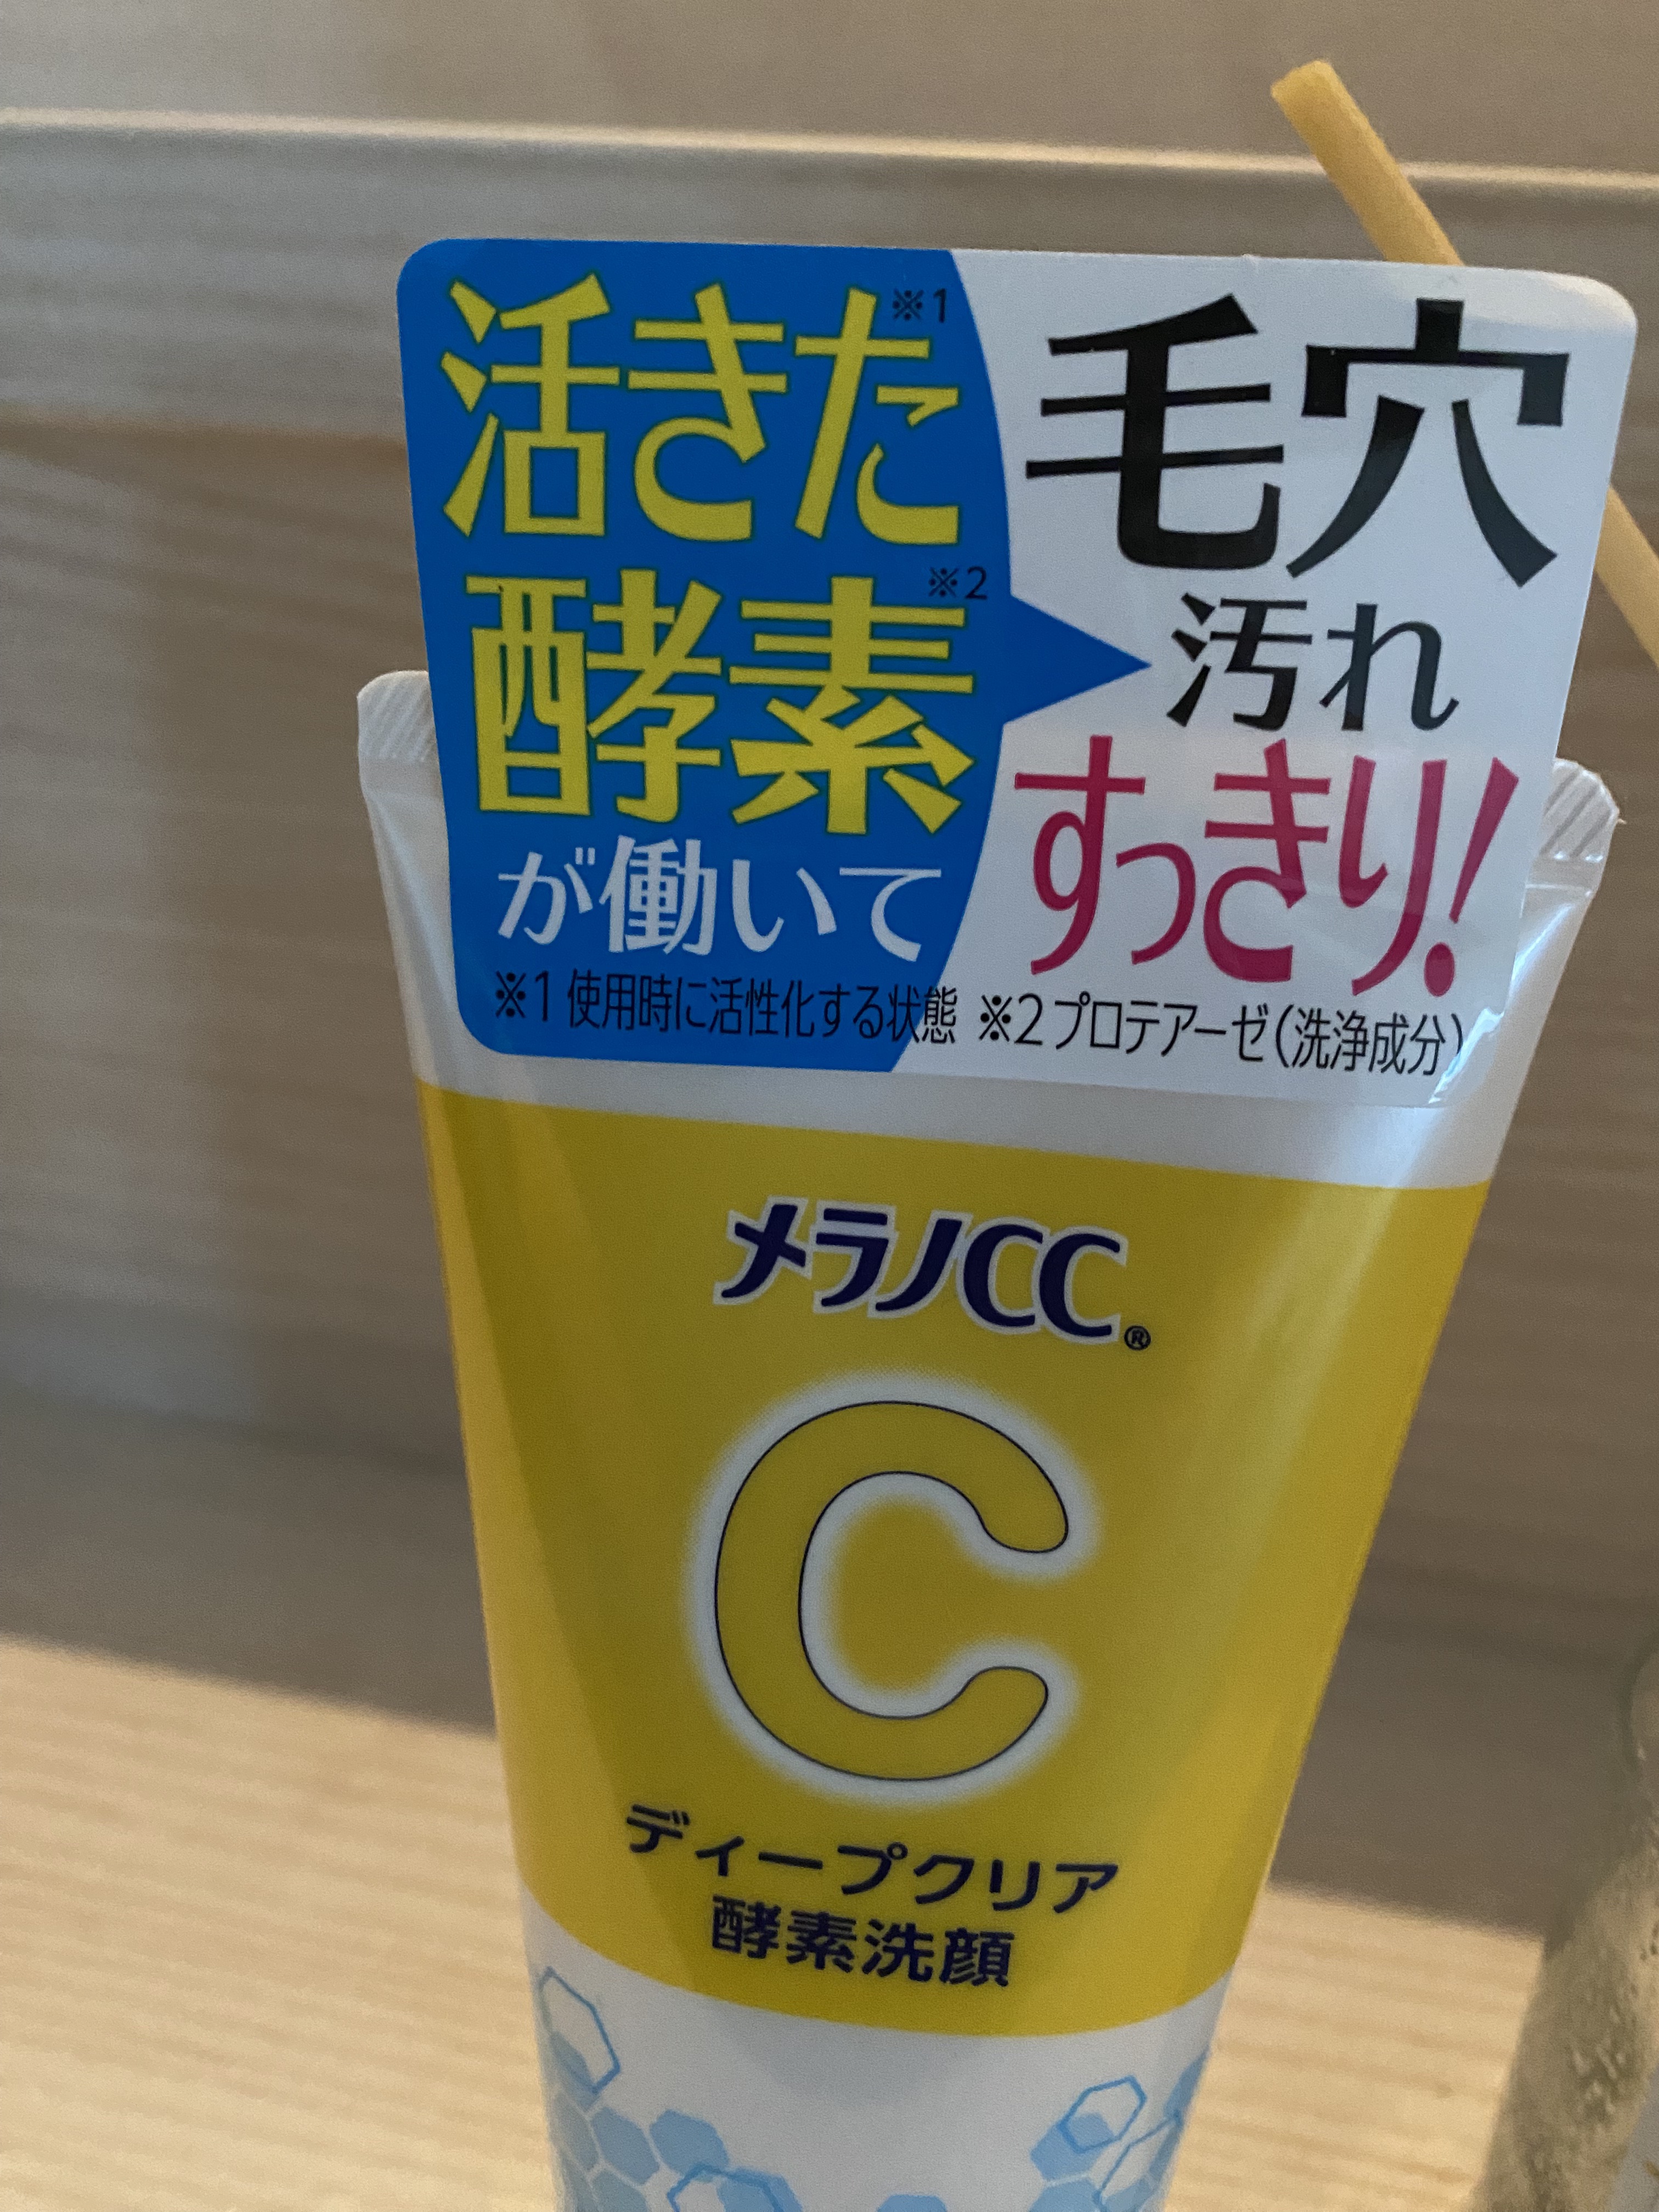 活きた※1
酵素※2
が働いて
毛穴
汚れ
すっきり!
※1 使用時に活性化する状態 ※2 プロテアーゼ(洗浄成分)
メラノCC®
C
ディープクリア
酵素洗顔